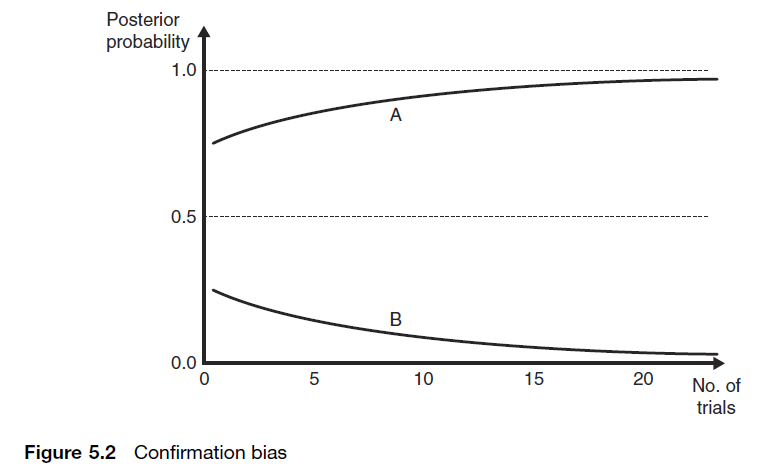 Posterior
probability
1.0
A
0.5
B
0.0
0 5 10 15 20
No. of
trials
Figure 5.2 Confirmation bias